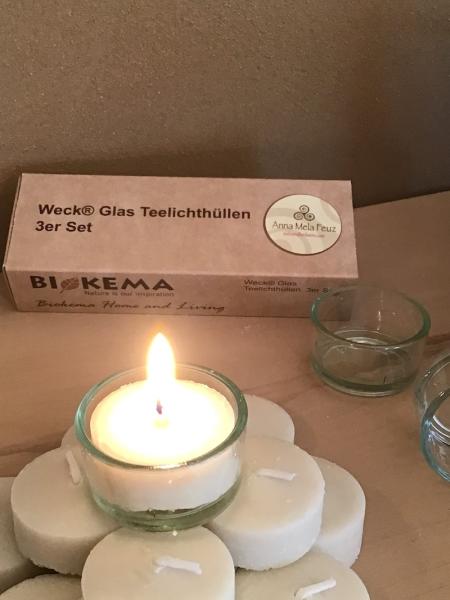 Weck® Glas Teelichthüllen
3er Set
Anna Mela Feuz
BIOKEMA
Nature is our inspiration
Biokema Home and Living
Weck® Glas
Teelichthüllen 3er Set